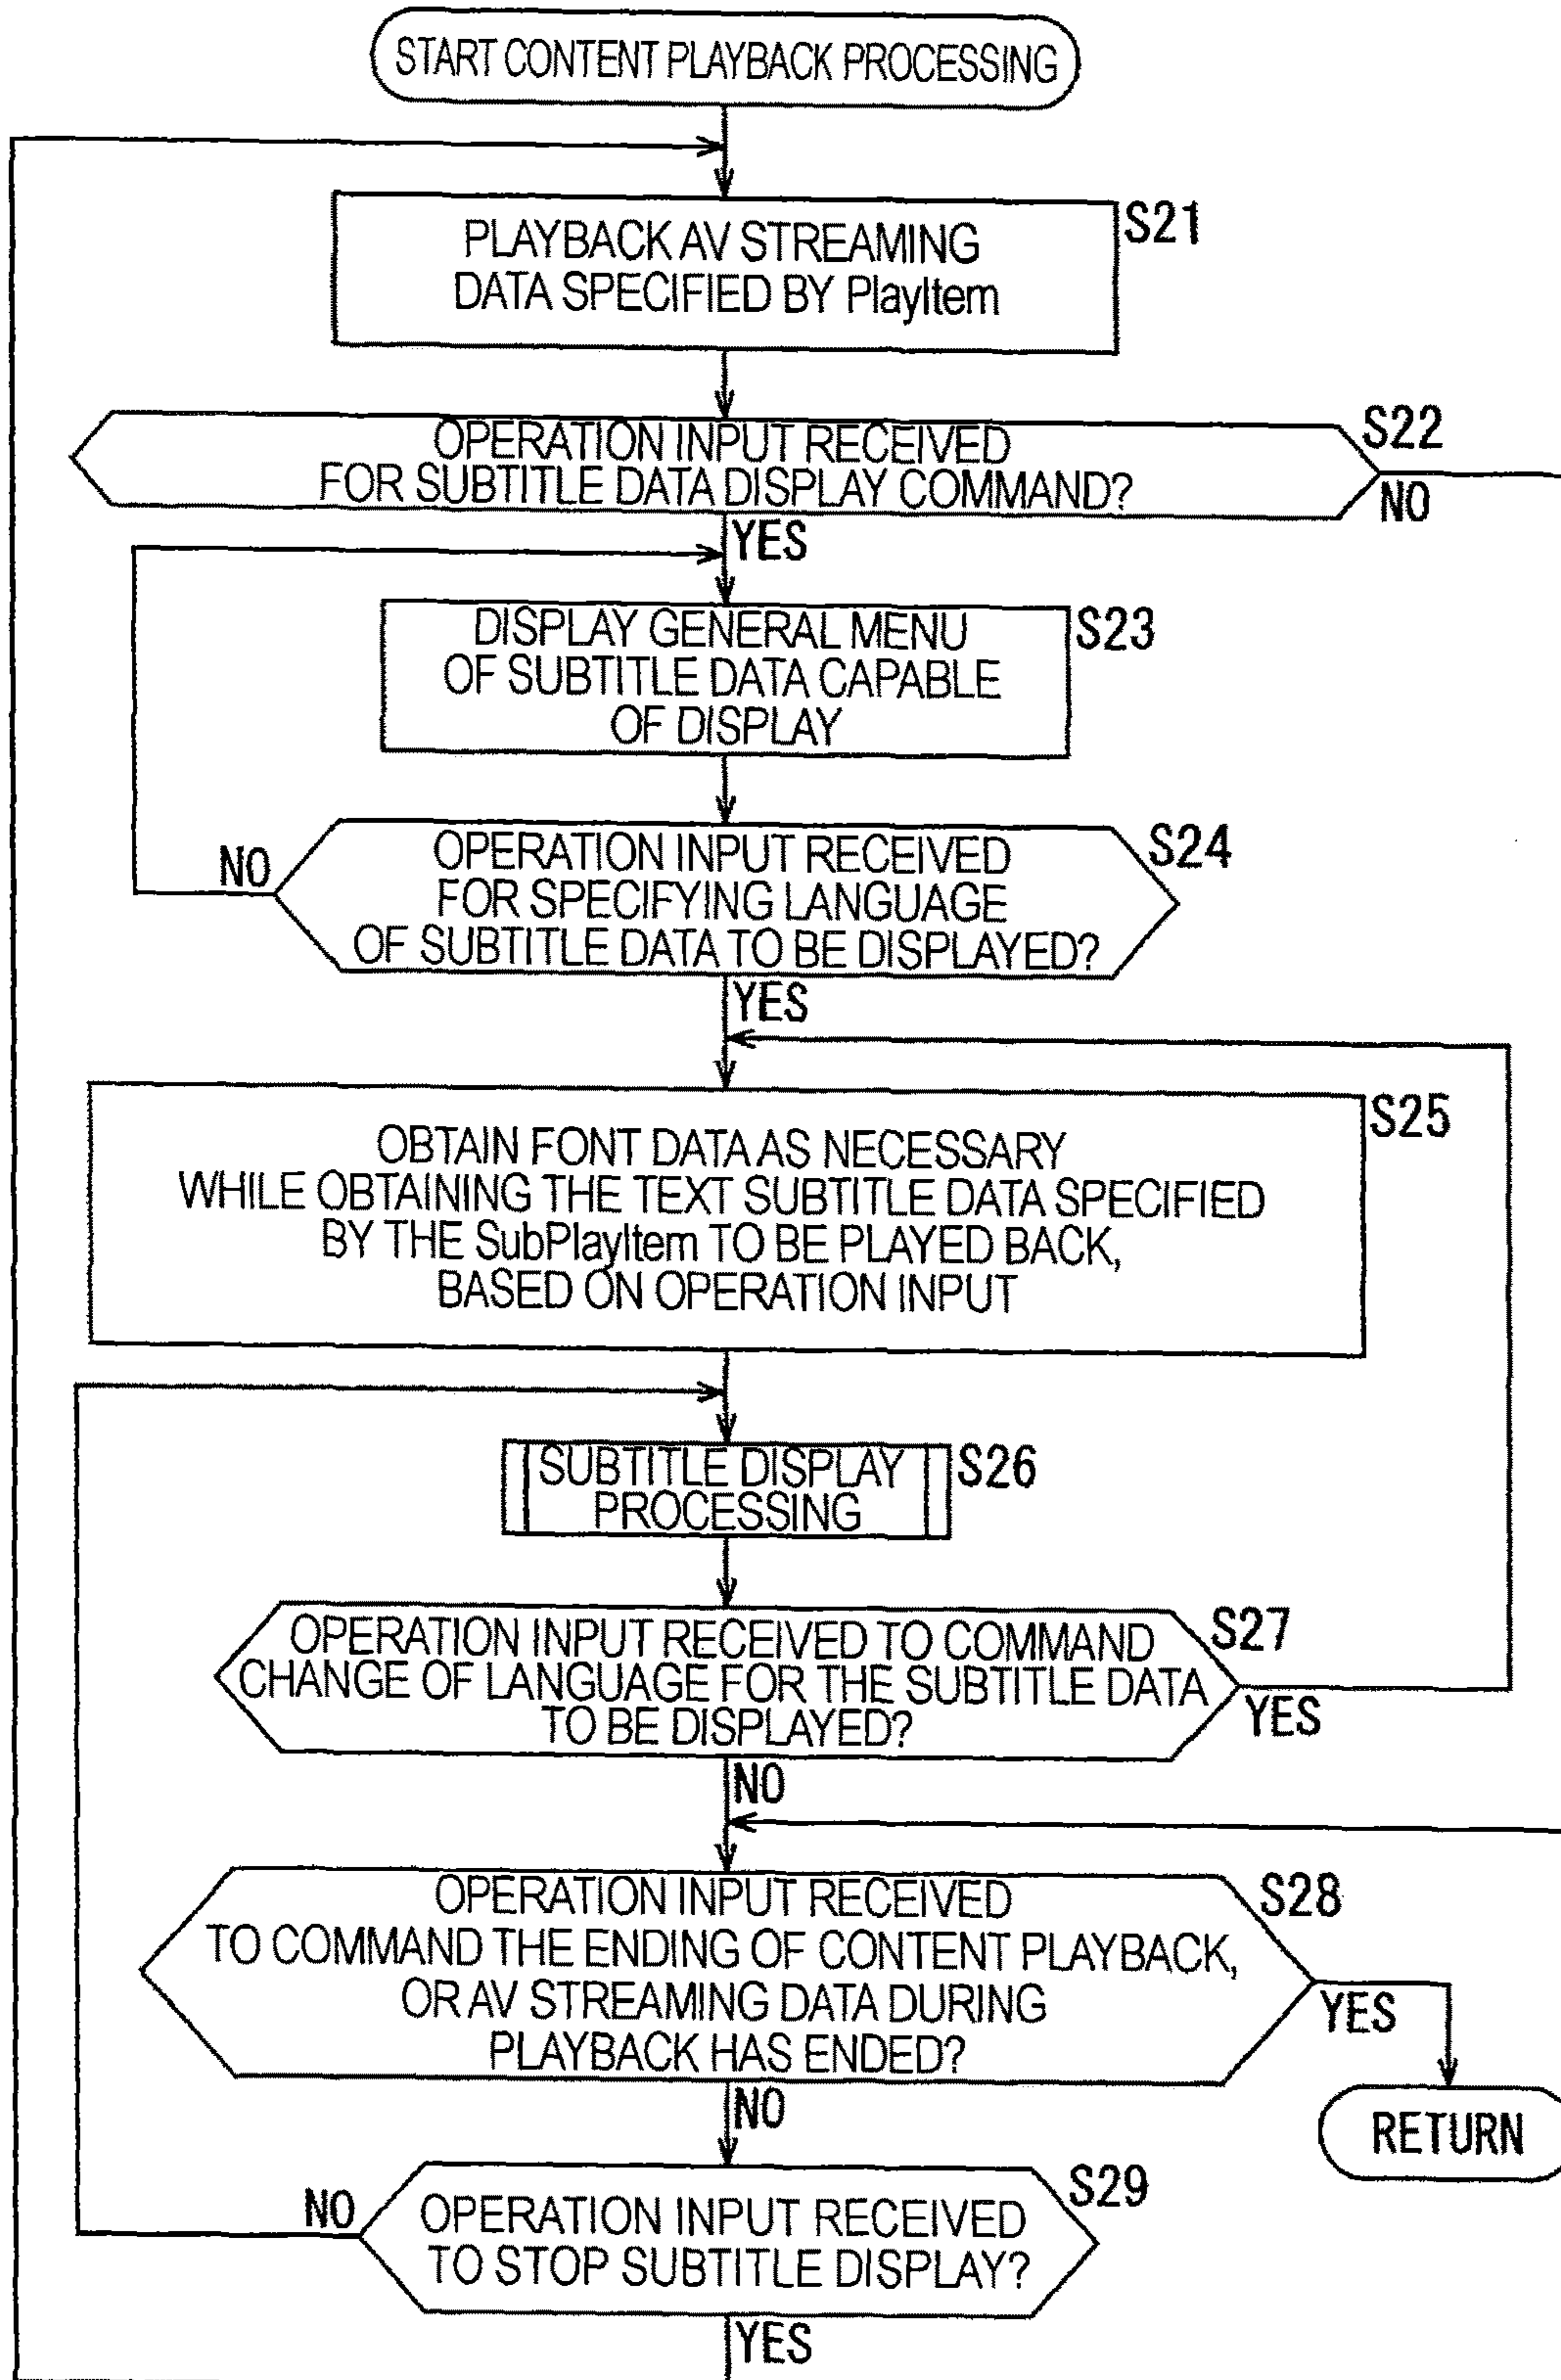 START CONTENT PLAYBACK PROCESSING
PLAYBACK AV STREAMING
DATA SPECIFIED BY PlayItem
S21
OPERATION INPUT RECEIVED
FOR SUBTITLE DATA DISPLAY COMMAND?
S22
NO
YES
DISPLAY GENERAL MENU
OF SUBTITLE DATA CAPABLE
OF DISPLAY
S23
OPERATION INPUT RECEIVED
FOR SPECIFYING LANGUAGE
OF SUBTITLE DATA TO BE DISPLAYED?
S24
NO
YES
OBTAIN FONT DATA AS NECESSARY
WHILE OBTAINING THE TEXT SUBTITLE DATA SPECIFIED
BY THE SubPlayItem TO BE PLAYED BACK,
BASED ON OPERATION INPUT
S25
SUBTITLE DISPLAY
PROCESSING
S26
OPERATION INPUT RECEIVED TO COMMAND
CHANGE OF LANGUAGE FOR THE SUBTITLE DATA
TO BE DISPLAYED?
S27
YES
NO
OPERATION INPUT RECEIVED
TO COMMAND THE ENDING OF CONTENT PLAYBACK,
OR AV STREAMING DATA DURING
PLAYBACK HAS ENDED?
S28
YES
NO
RETURN
OPERATION INPUT RECEIVED
TO STOP SUBTITLE DISPLAY?
S29
NO
YES